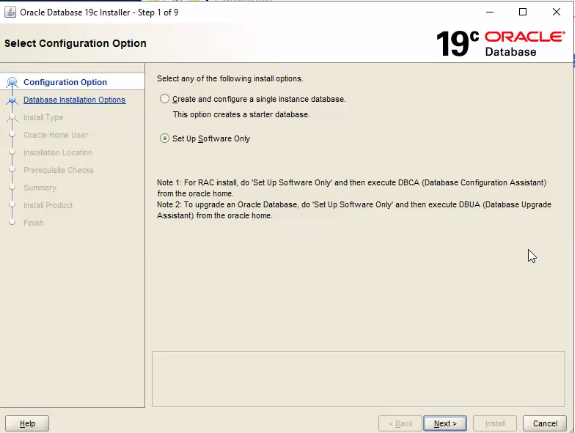 Oracle Database 19c Installer - Step 1 of 9
Select Configuration Option
19c ORACLE
Database
Configuration Option
Database Installation Options
Install Type
Oracle Home User
Installation Location
Prerequisite Checks
Summary
Install Product
Finish
Select any of the following install options.
Create and configure a single instance database.
This option creates a starter database.
Set Up Software Only
Note 1: For RAC install, do 'Set Up Software Only' and then execute DBCA (Database Configuration Assistant)
from the oracle home.
Note 2: To upgrade an Oracle Database, do 'Set Up Software Only' and then execute DBUA (Database Upgrade
Assistant) from the oracle home.
Help
< Back
Next >
Install
Cancel